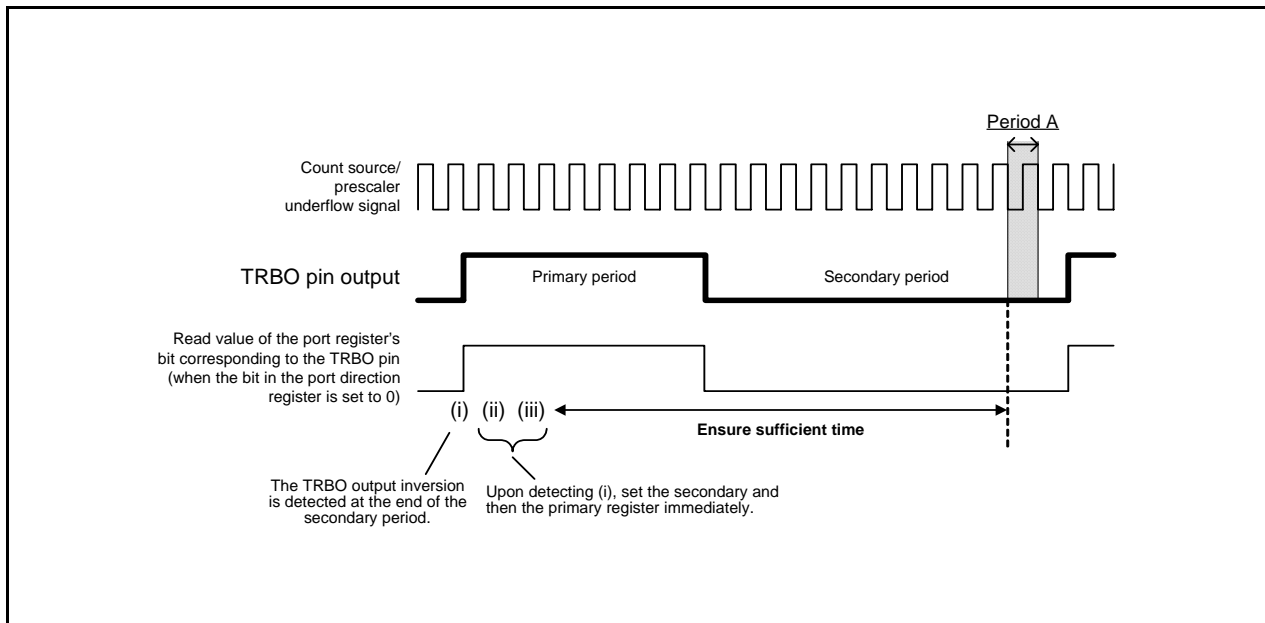 Period A
Count source/
prescaler
underflow signal
TRBO pin output
Primary period
Secondary period
Read value of the port register's
bit corresponding to the TRBO pin
(when the bit in the port direction
register is set to 0)
(i) (ii) (iii)
Ensure sufficient time
The TRBO output inversion
is detected at the end of the
secondary period.
Upon detecting (i), set the secondary and
then the primary register immediately.